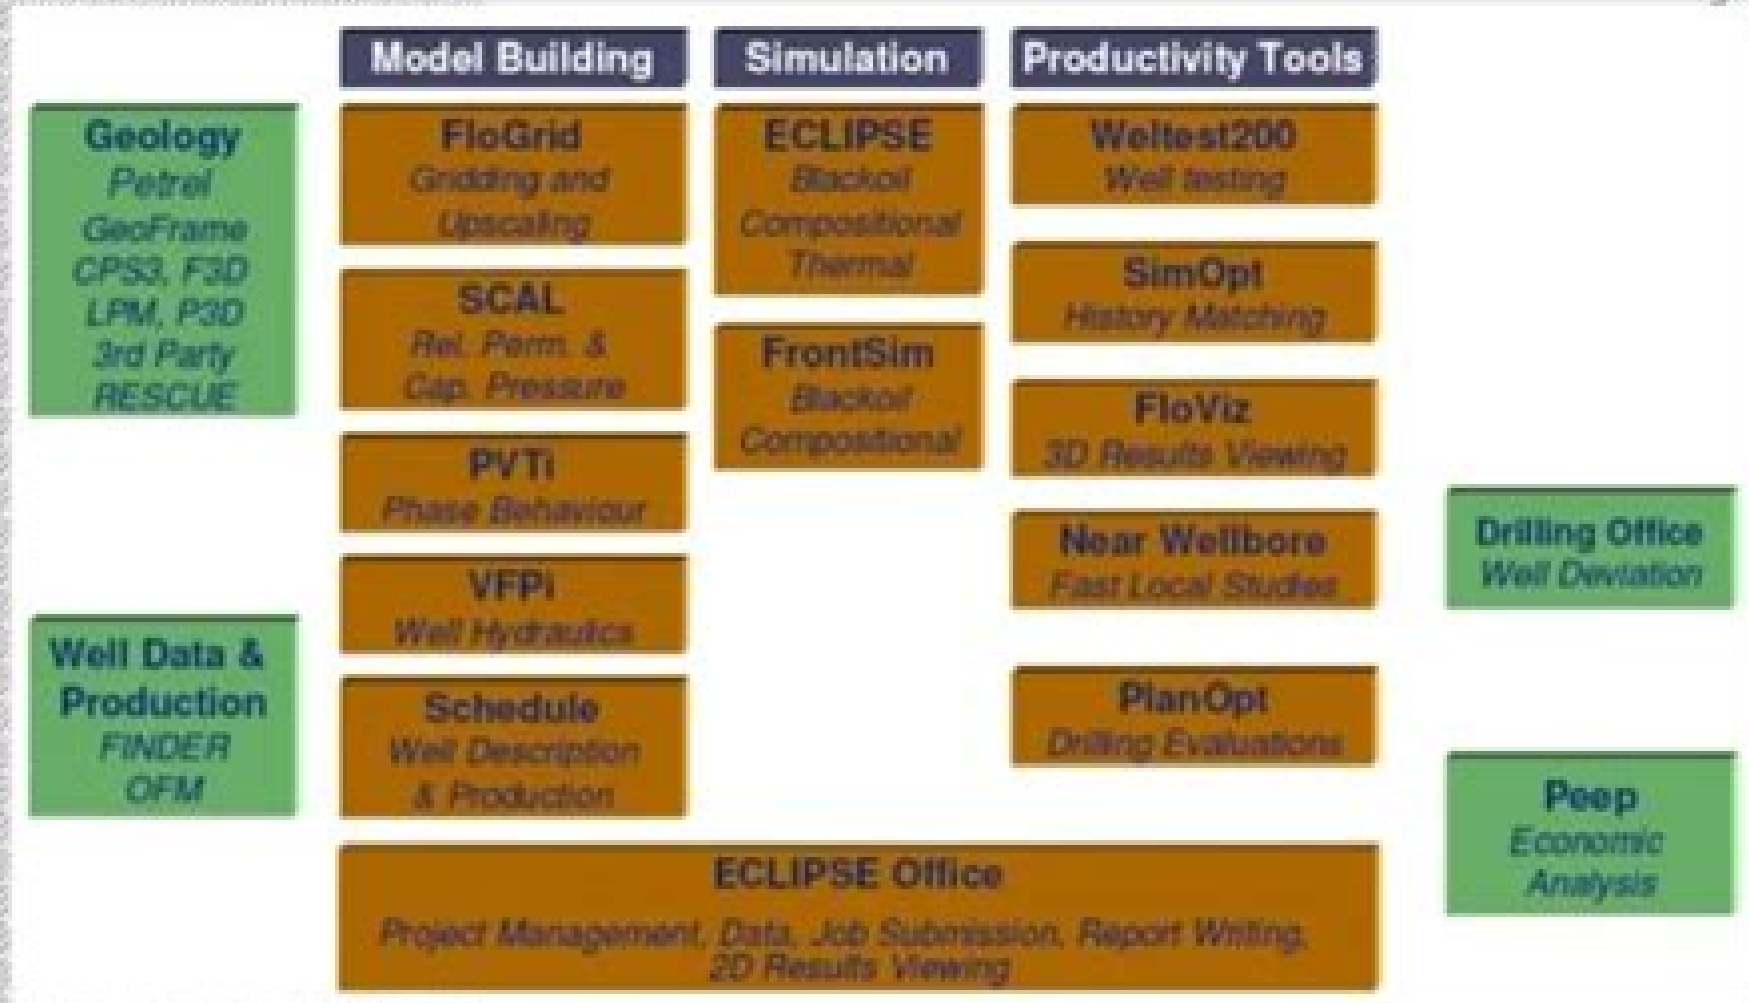 Model Building
Simulation
Productivity Tools
Geology
Petrel
GeoFrame
CPS3, F3D
LPM, P3D
3rd Party
RESCUE
Well Data &
Production
FINDER
OFM
FloGrid
Gridding and
Upscaling
SCAL
Rel. Perm. &
Cap. Pressure
PVTi
Phase Behaviour
VFPi
Well Hydraulics
Schedule
Well Description
& Production
ECLIPSE
Blackoil
Compositional
Thermal
FrontSim
Blackoil
Compositional
Weltest200
Well testing
SimOpt
History Matching
FloViz
3D Results Viewing
Near Wellbore
Fast Local Studies
PlanOpt
Drilling Evaluations
Drilling Office
Well Deviation
Peep
Economic
Analysis
ECLIPSE Office
Project Management, Data, Job Submission, Report Writing,
2D Results Viewing